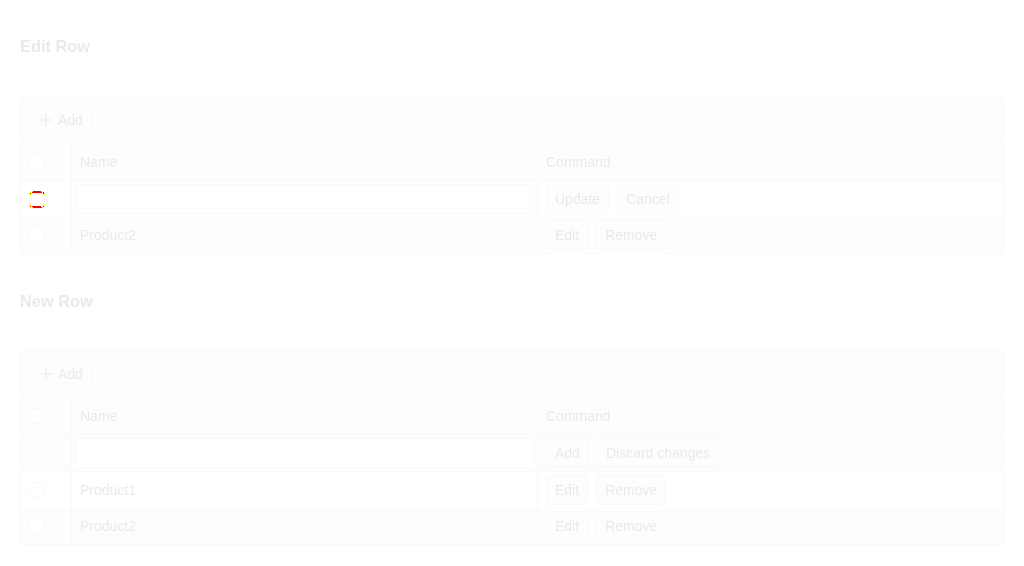 Edit Row
Add
Name Command
Update Cancel
Product2 Edit Remove
New Row
Add
Name Command
Add Discard changes
Product1 Edit Remove
Product2 Edit Remove